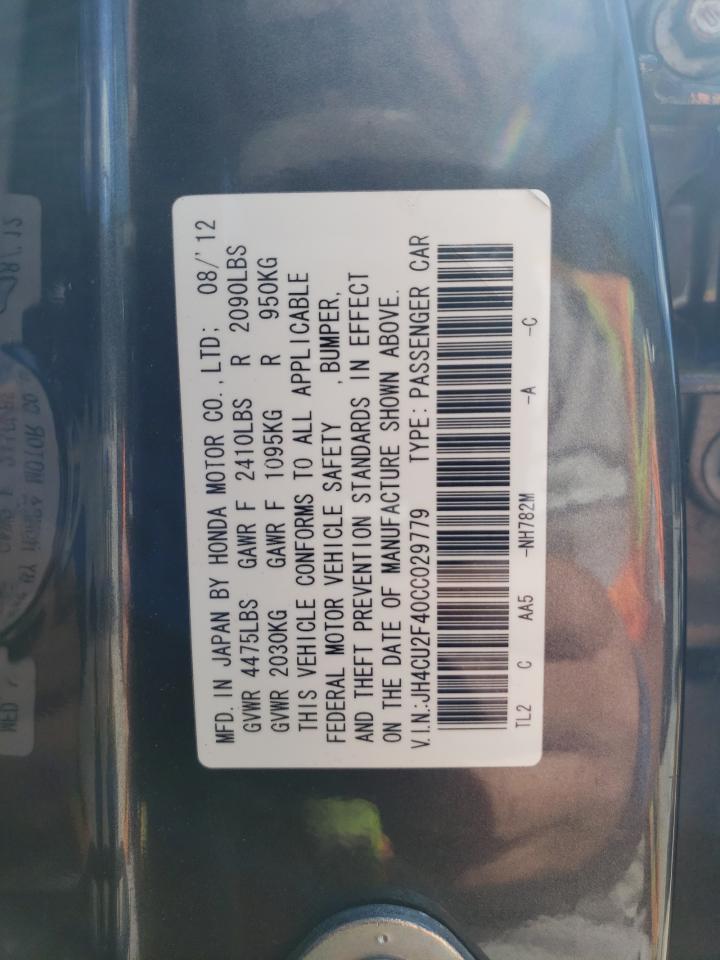 MFD. IN JAPAN BY HONDA MOTOR CO., LTD; 08/'12
GVWR 4475LBS GAWR F 2410LBS R 2090LBS
GVWR 2030KG GAWR F 1095KG R 950KG
THIS VEHICLE CONFORMS TO ALL APPLICABLE
FEDERAL MOTOR VEHICLE SAFETY , BUMPER,
AND THEFT PREVENTION STANDARDS IN EFFECT
ON THE DATE OF MANUFACTURE SHOWN ABOVE.
V.I.N.:JH4CU2F40CC029779 TYPE: PASSENGER CAR
TL2 C AA5 -NH782M -A -C